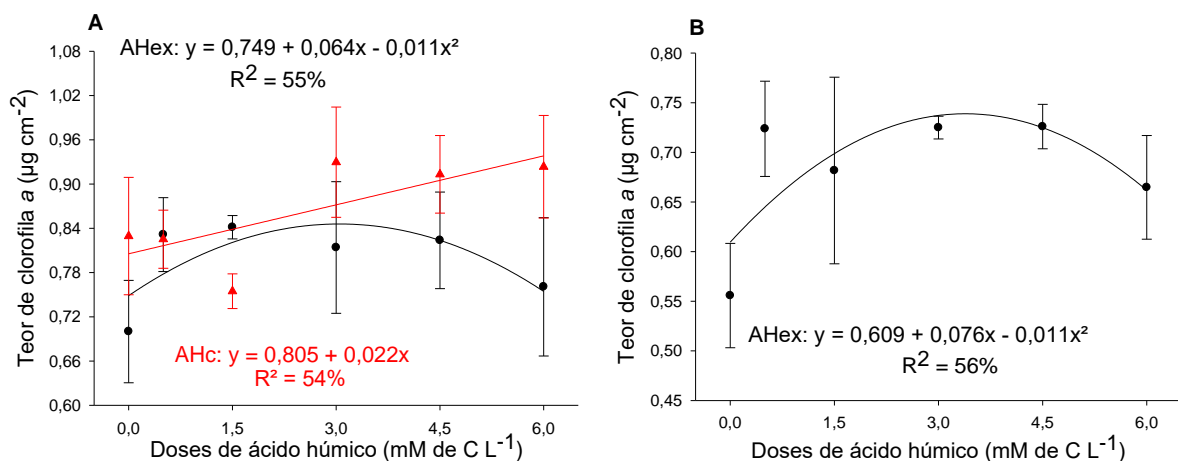 A
AHex: y = 0,749 + 0,064x - 0,011x²
R² = 55%
Teor de clorofila a (µg cm⁻²)
1,08
1,02
0,96
0,90
0,84
0,78
0,72
0,66
0,60
AHc: y = 0,805 + 0,022x
R² = 54%
0,0 1,5 3,0 4,5 6,0
Doses de ácido húmico (mM de C L⁻¹)
B
Teor de clorofila a (µg cm⁻²)
0,80
0,75
0,70
0,65
0,60
0,55
0,50
0,45
AHex: y = 0,609 + 0,076x - 0,011x²
R² = 56%
0,0 1,5 3,0 4,5 6,0
Doses de ácido húmico (mM de C L⁻¹)